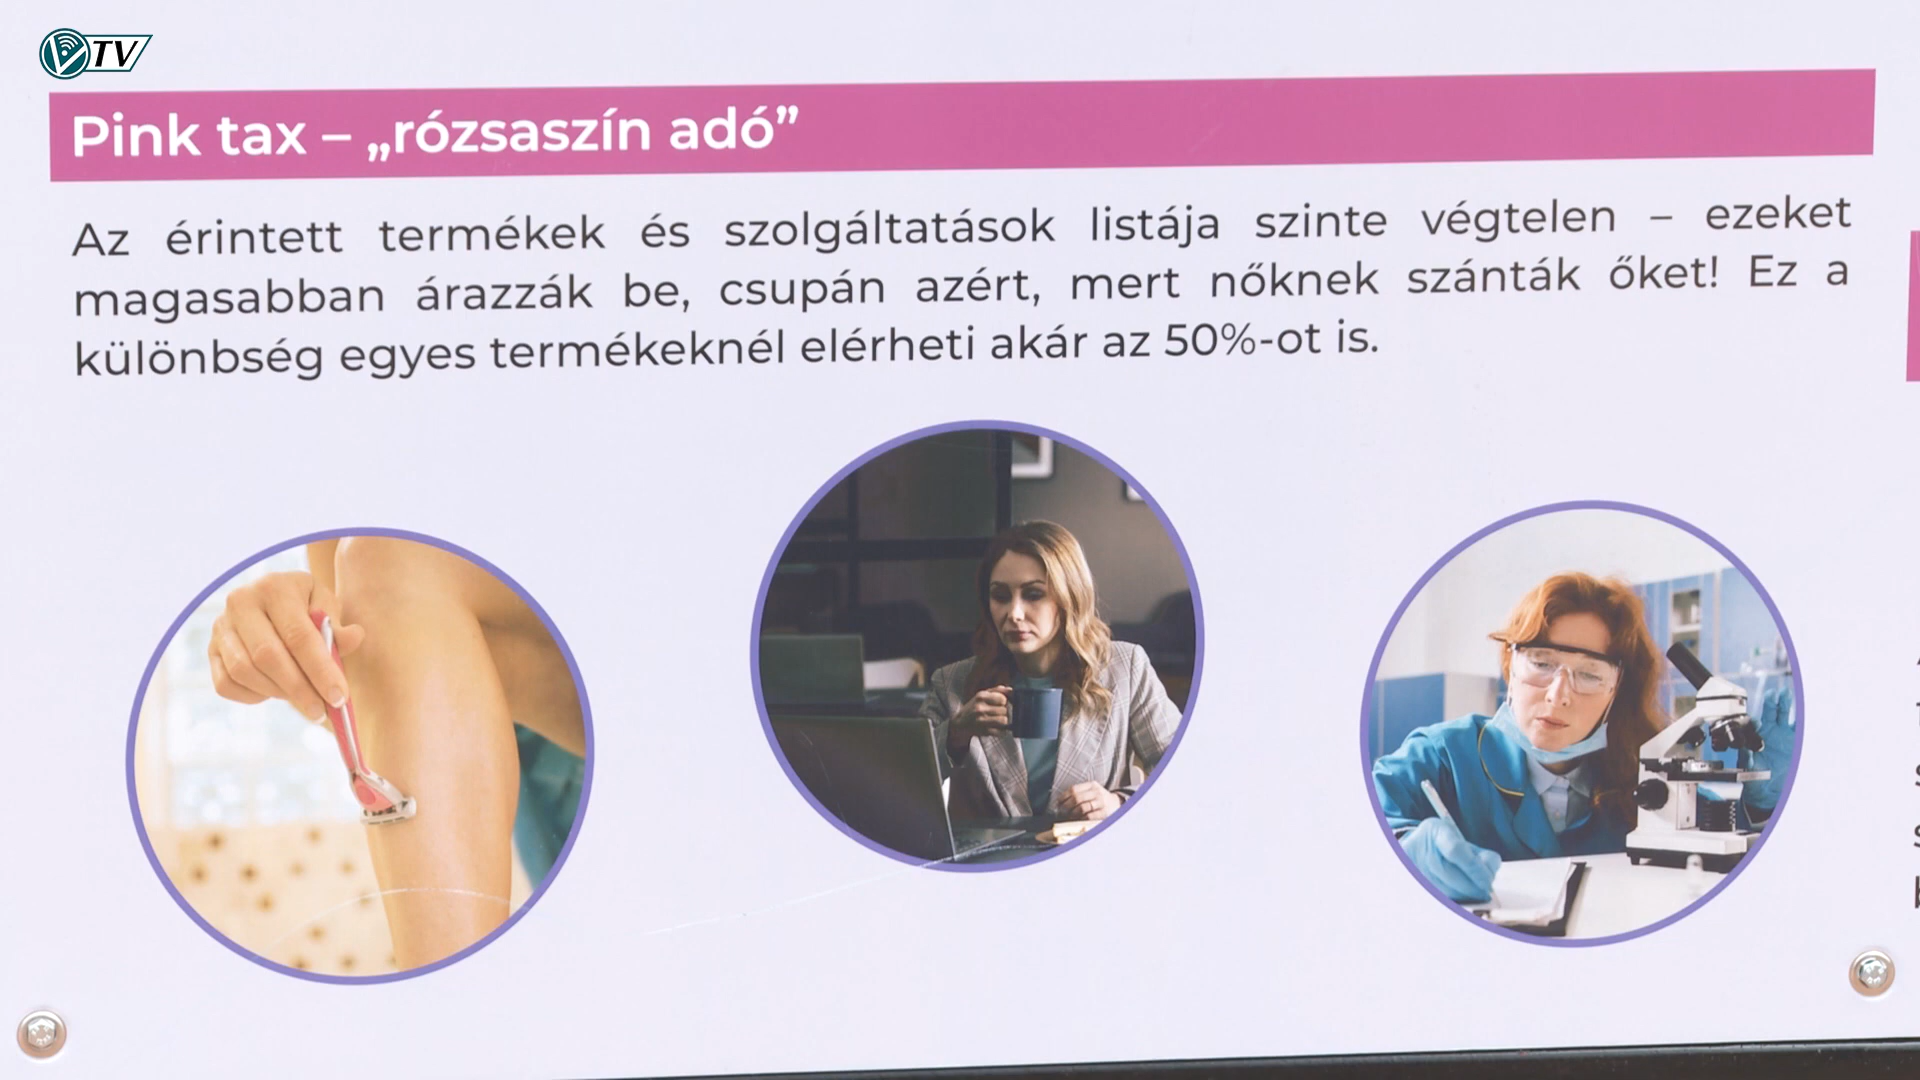 VTV
Pink tax – „rózsaszín adó”
Az érintett termékek és szolgáltatások listája szinte végtelen – ezeket
magasabban árazzák be, csupán azért, mert nőknek szánták őket! Ez a
különbség egyes termékeknél elérheti akár az 50%-ot is.